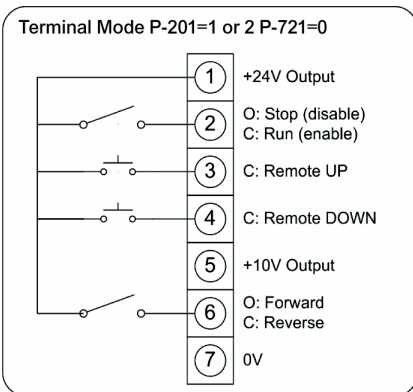 Terminal Mode P-201=1 or 2 P-721=0
1 +24V Output
2 O: Stop (disable)
C: Run (enable)
3 C: Remote UP
4 C: Remote DOWN
5 +10V Output
6 O: Forward
C: Reverse
7 0V